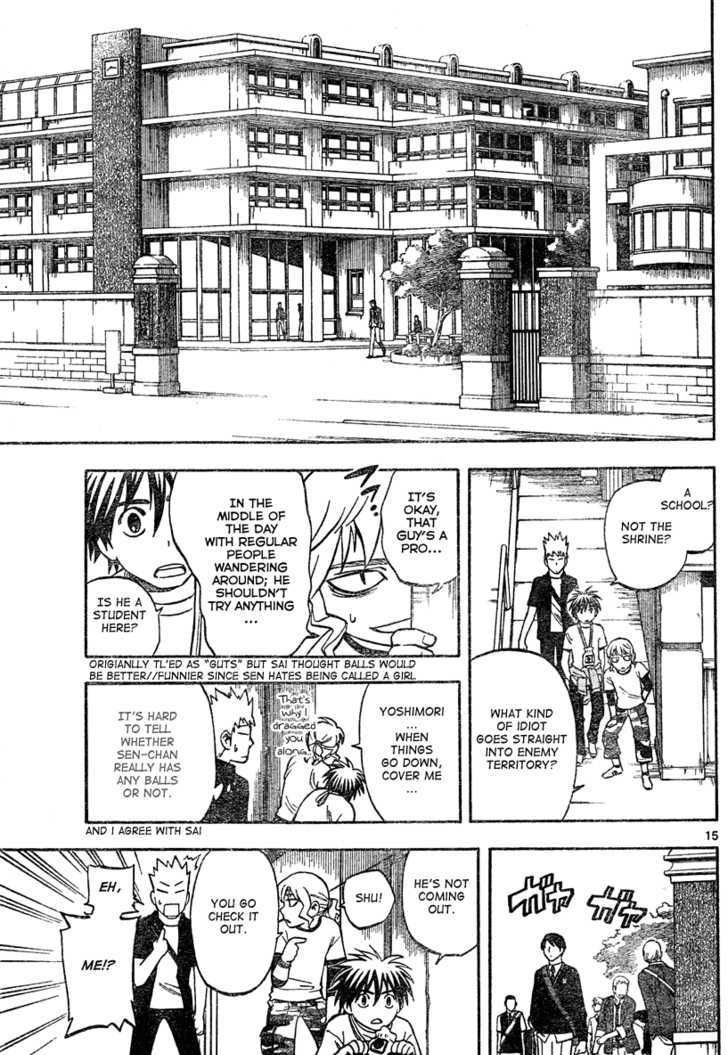 A
SCHOOL?
NOT THE
SHRINE?
WHAT KIND
OF IDIOT
GOES STRAIGHT
INTO ENEMY
TERRITORY?
IT'S
OKAY,
THAT
GUY'S A
PRO...
IN THE
MIDDLE OF
THE DAY
WITH REGULAR
PEOPLE
WANDERING
AROUND; HE
SHOULDN'T
TRY ANYTHING
...
IS HE A
STUDENT
HERE?
ORIGIANLLY TL'ED AS "GUTS" BUT SAI THOUGHT BALLS WOULD
BE BETTER//FUNNIER SINCE SEN HATES BEING CALLED A GIRL
YOSHIMORI
...
WHEN
THINGS
GO DOWN,
COVER ME
...
That's
why I
dragged
you
along.
IT'S HARD
TO TELL
WHETHER
SEN-CHAN
REALLY HAS
ANY BALLS
OR NOT.
AND I AGREE WITH SAI
15
ガヤ
ガヤ
HE'S NOT
COMING
OUT.
SHU!
YOU GO
CHECK IT
OUT.
EH,
ME!?